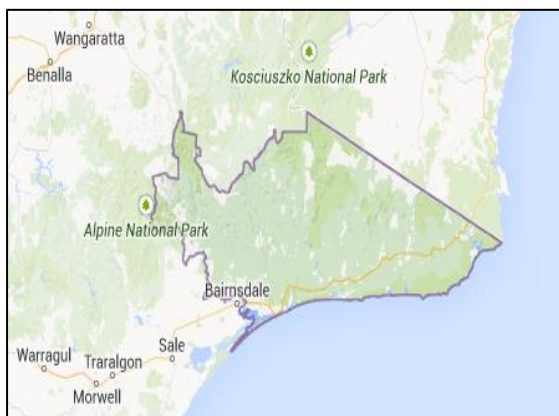 Wangaratta
Benalla
Kosciuszko National Park
Alpine National Park
Bairnsdale
Sale
Warragul
Traralgon
Morwell